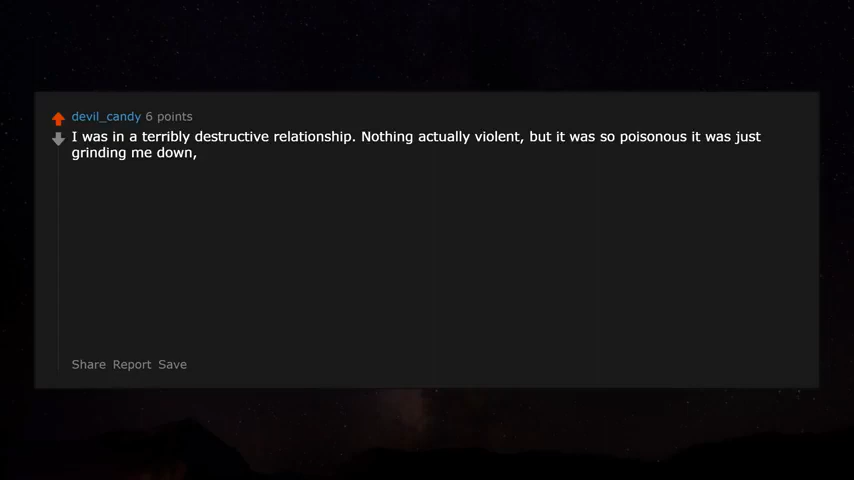 devil_candy 6 points
I was in a terribly destructive relationship. Nothing actually violent, but it was so poisonous it was just
grinding me down,
Share Report Save